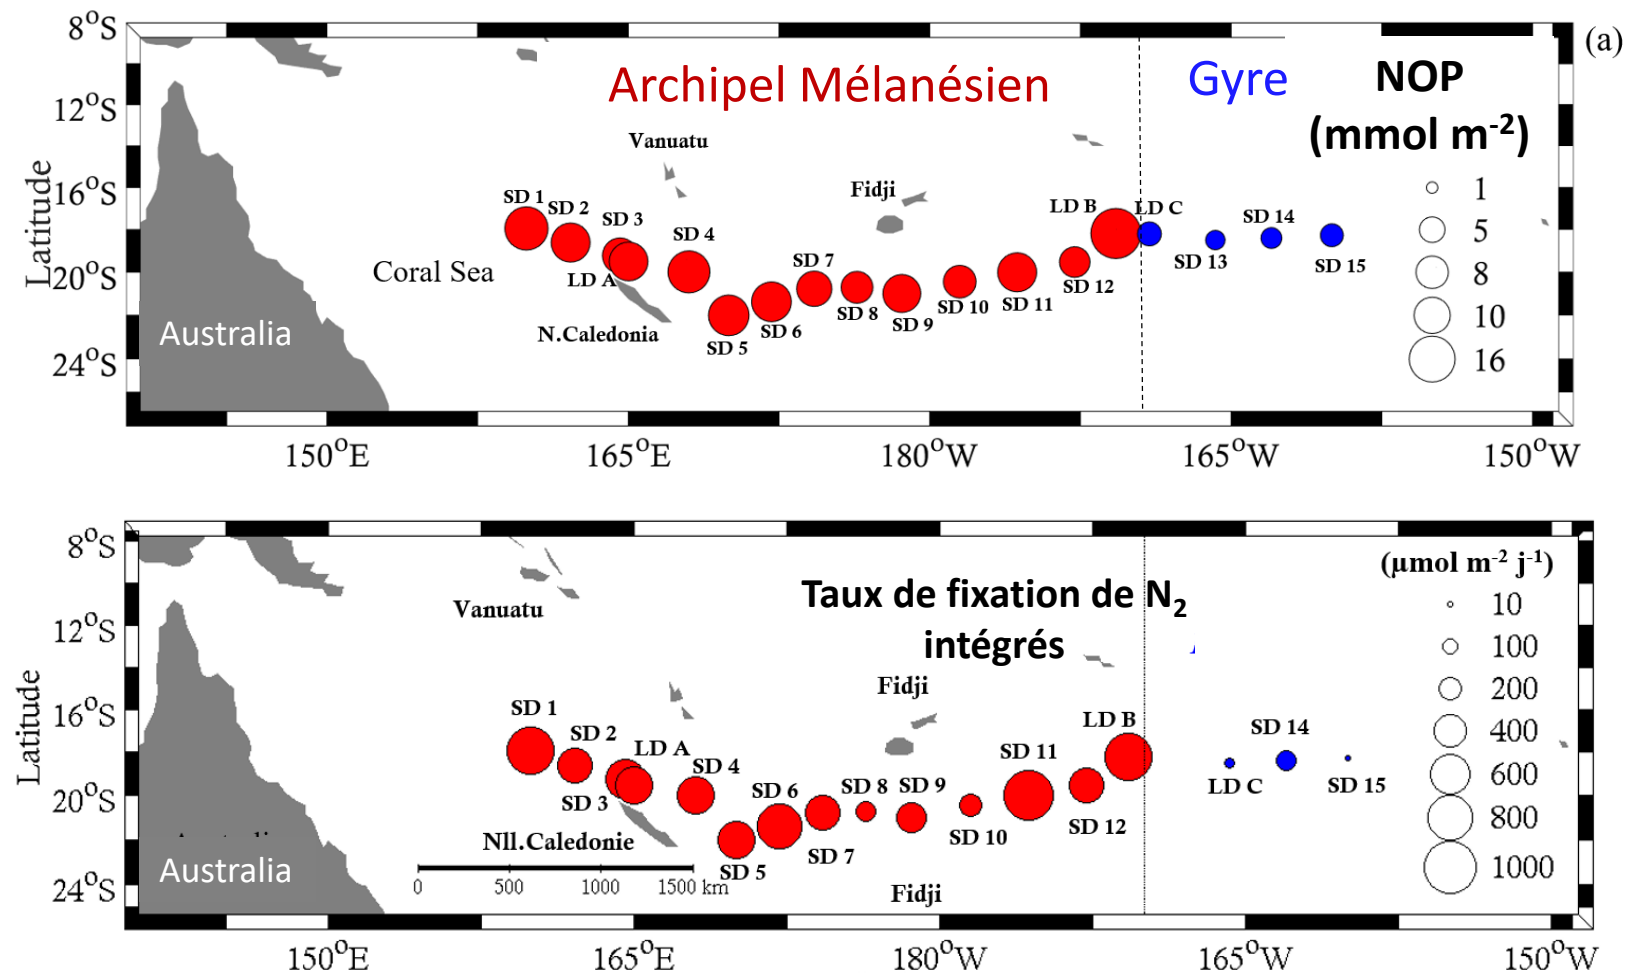 8°S
(a)
Archipel Mélanésien
Gyre
NOP
(mmol m-2)
12°S
Vanuatu
16°S
Fidji
1
SD 1
SD 2
SD 3
SD 4
LD B
LD C
SD 14
5
Latitude
Coral Sea
LD A
SD 7
SD 13
SD 15
8
20°S
SD 5
SD 6
SD 8
SD 9
SD 10
SD 11
SD 12
10
Australia
N.Caledonia
16
24°S
150°E
165°E
180°W
165°W
150°W
8°S
(µmol m-2 j-1)
Taux de fixation de N2
intégrés
Vanuatu
10
12°S
100
Fidji
200
16°S
SD 1
SD 2
LD A
SD 4
LD B
SD 14
400
Latitude
SD 3
SD 6
SD 8
SD 9
SD 11
LD C
SD 15
600
20°S
SD 7
SD 10
SD 12
800
Nll.Caledonie
Australia
SD 5
1000
0
500
1000
1500 km
24°S
Fidji
150°E
165°E
180°W
165°W
150°W